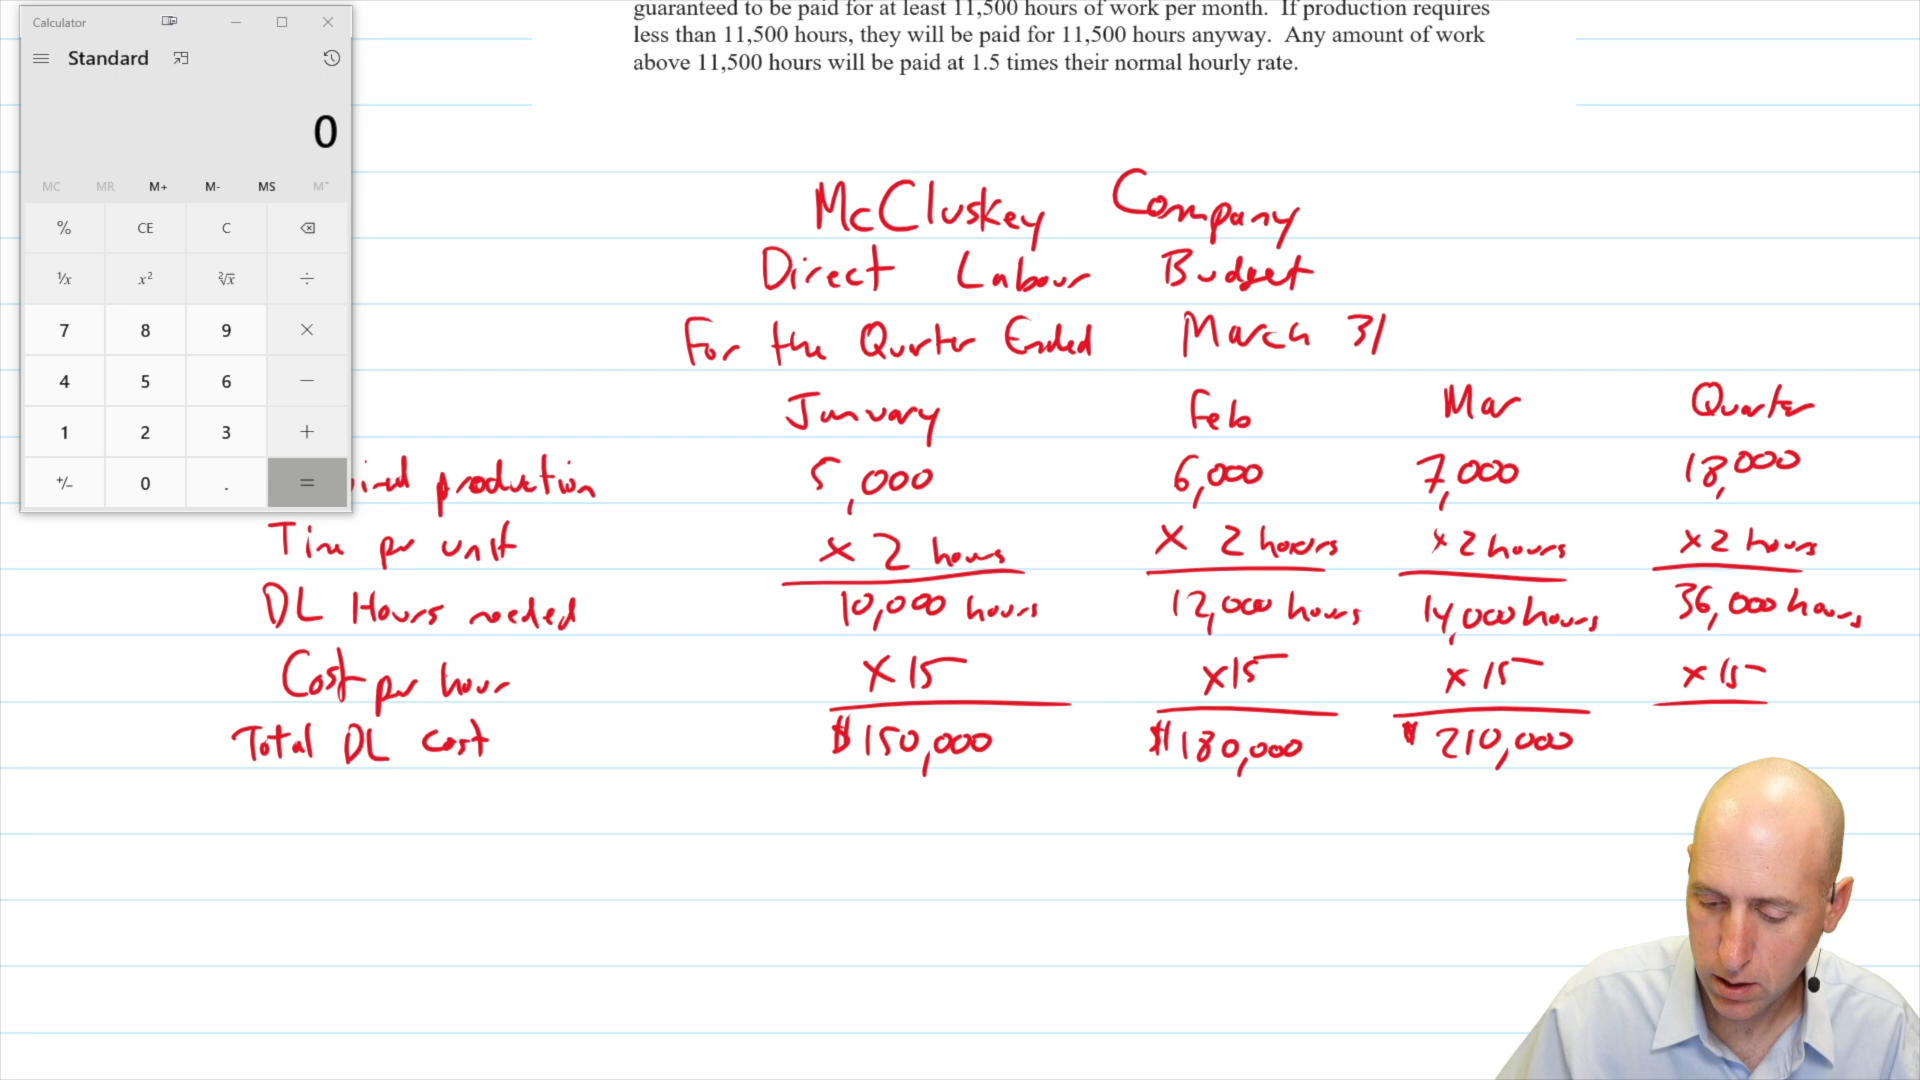 Calculator
Standard
0
MC MR M+ M- MS M˅
% CE C
¹/x x² ²√x ÷
7 8 9 ×
4 5 6 −
1 2 3 +
+/− 0 . =
guaranteed to be paid for at least 11,500 hours of work per month. If production requires
less than 11,500 hours, they will be paid for 11,500 hours anyway. Any amount of work
above 11,500 hours will be paid at 1.5 times their normal hourly rate.
McCluskey Company
Direct Labour Budget
For the Qurter Ended March 31
January Feb Mar Quarter
production 5,000 6,000 7,000 18,000
Time per unit × 2 hours × 2 hours × 2 hours × 2 hours
DL Hours needed 10,000 hours 12,000 hours 14,000 hours 36,000 hours
Cost per hour × 15 × 15 × 15 × 15
Total DL cost $150,000 $180,000 $210,000